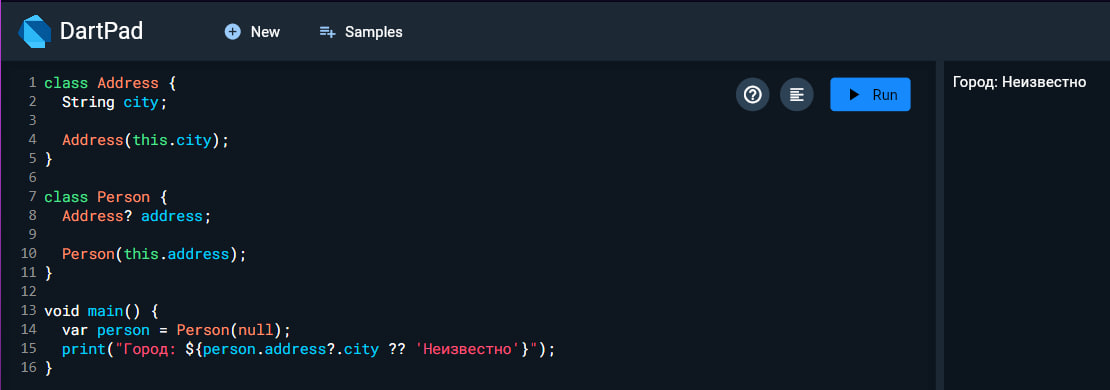 DartPad
New
Samples
1 class Address {
2   String city;
3
4   Address(this.city);
5 }
6
7 class Person {
8   Address? address;
9
10   Person(this.address);
11 }
12
13 void main() {
14   var person = Person(null);
15   print("Город: ${person.address?.city ?? 'Неизвестно'}");
16 }
Run
Город: Неизвестно